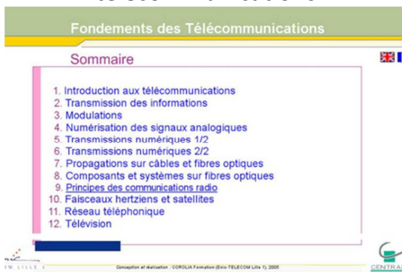 Fondements des Télécommunications
Sommaire
1. Introduction aux télécommunications
2. Transmission des informations
3. Modulations
4. Numérisation des signaux analogiques
5. Transmissions numériques 1/2
6. Transmissions numériques 2/2
7. Propagations sur câbles et fibres optiques
8. Composants et systèmes sur fibres optiques
9. Principes des communications radio
10. Faisceaux hertziens et satellites
11. Réseau téléphonique
12. Télévision
Conception et réalisation : COROLIA Formation (Enic TELECOM Lille 1), 2005